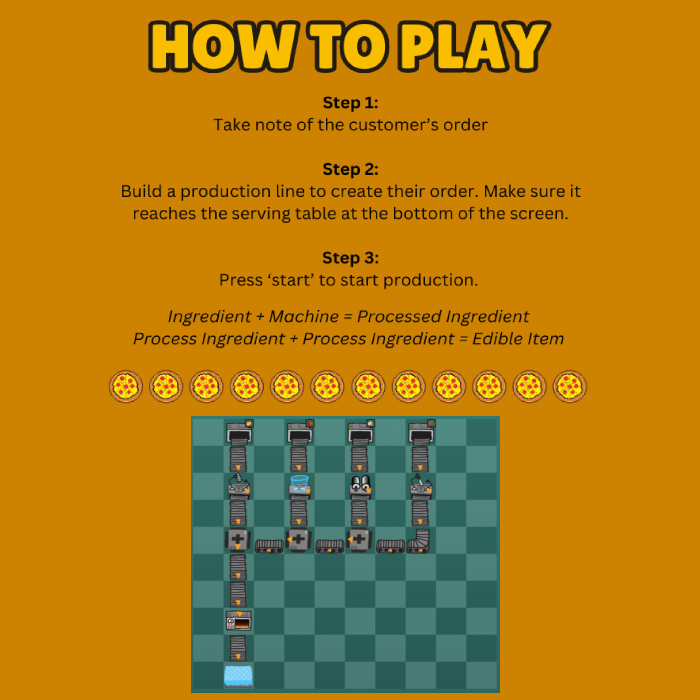 HOW TO PLAY
Step 1:
Take note of the customer’s order
Step 2:
Build a production line to create their order. Make sure it
reaches the serving table at the bottom of the screen.
Step 3:
Press ‘start’ to start production.
Ingredient + Machine = Processed Ingredient
Process Ingredient + Process Ingredient = Edible Item